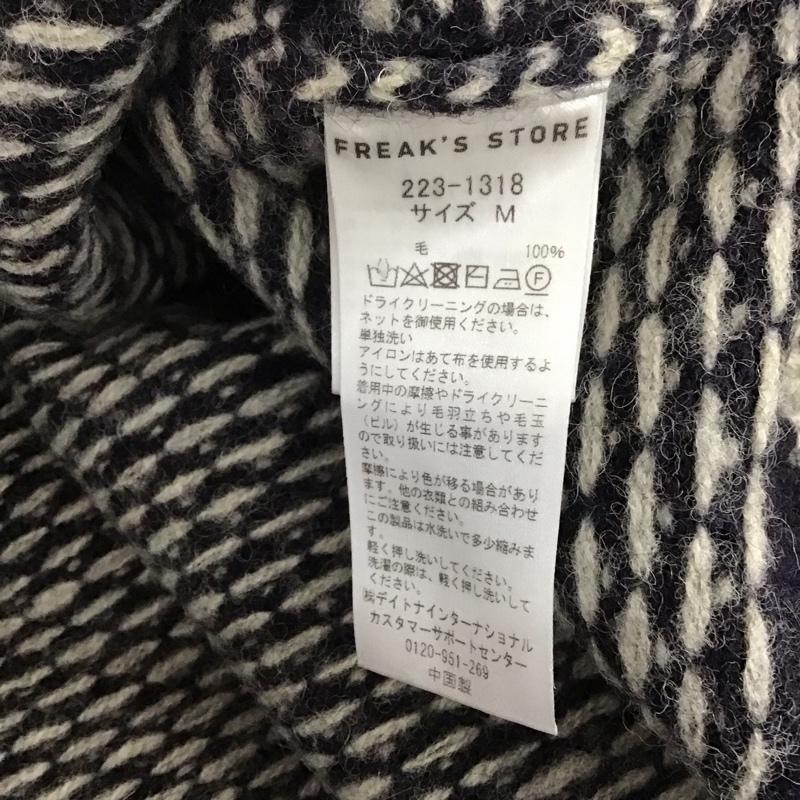 FREAK'S STORE
223-1318
サイズ M
毛 100%
F
ドライクリーニングの場合は、
ネットを御使用ください。
単独洗い
アイロンはあて布を使用するよ
うにしてください。
着用中の摩擦やドライクリーニ
ングにより毛羽立ちや毛玉
(ピル)が生じる事があります
ので取り扱いには注意してくだ
さい。
摩擦により色が移る場合があり
ます。他の衣類との組み合わせ
にご注意ください。
この製品は水洗いで多少縮みま
す。
軽く押し洗いしてください。
洗濯の際は、軽く押し洗いして
ください。
㈱デイトナインターナショナル
カスタマーサポートセンター
0120-951-269
中国製